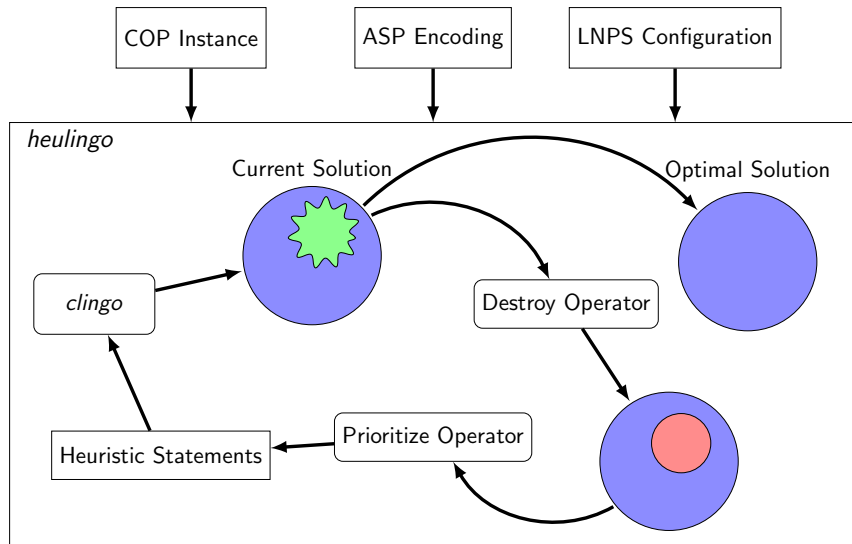 COP Instance
ASP Encoding
LNPS Configuration
heulingo
Current Solution
Optimal Solution
clingo
Destroy Operator
Prioritize Operator
Heuristic Statements